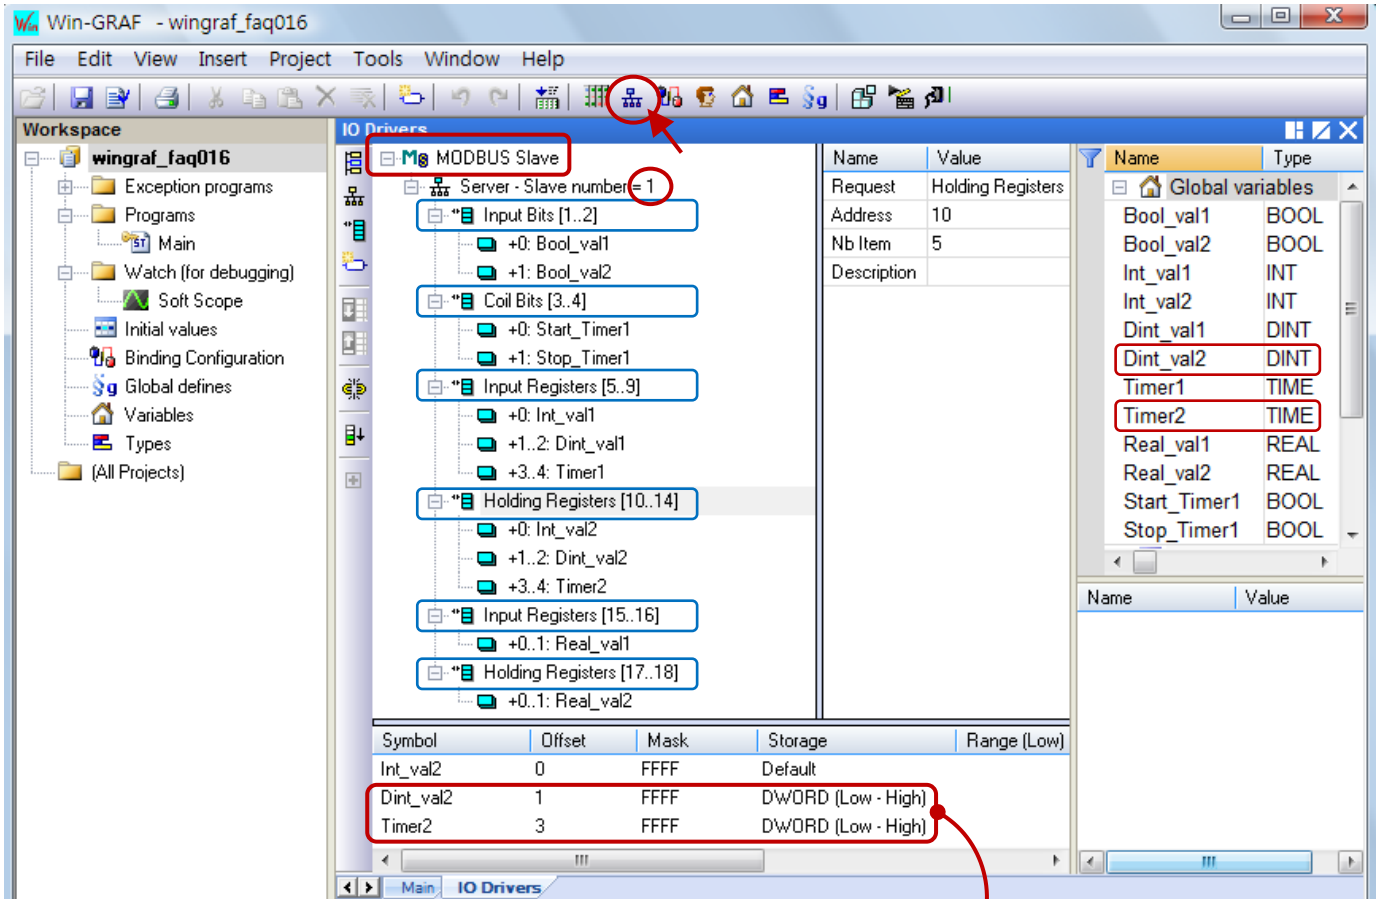 Win-GRAF - wingraf_faq016
File Edit View Insert Project Tools Window Help
Workspace
wingraf_faq016
Exception programs
Programs
Main
Watch (for debugging)
Soft Scope
Initial values
Binding Configuration
Global defines
Variables
Types
(All Projects)
IO Drivers
MODBUS Slave
Server - Slave number = 1
Input Bits [1..2]
+0: Bool_val1
+1: Bool_val2
Coil Bits [3..4]
+0: Start_Timer1
+1: Stop_Timer1
Input Registers [5..9]
+0: Int_val1
+1..2: Dint_val1
+3..4: Timer1
Holding Registers [10..14]
+0: Int_val2
+1..2: Dint_val2
+3..4: Timer2
Input Registers [15..16]
+0..1: Real_val1
Holding Registers [17..18]
+0..1: Real_val2
Name Value
Request Holding Registers
Address 10
Nb Item 5
Description
Name Type
Global variables
Bool_val1 BOOL
Bool_val2 BOOL
Int_val1 INT
Int_val2 INT
Dint_val1 DINT
Dint_val2 DINT
Timer1 TIME
Timer2 TIME
Real_val1 REAL
Real_val2 REAL
Start_Timer1 BOOL
Stop_Timer1 BOOL
Name Value
Symbol Offset Mask Storage Range (Low)
Int_val2 0 FFFF Default
Dint_val2 1 FFFF DWORD (Low - High)
Timer2 3 FFFF DWORD (Low - High)
Main IO Drivers